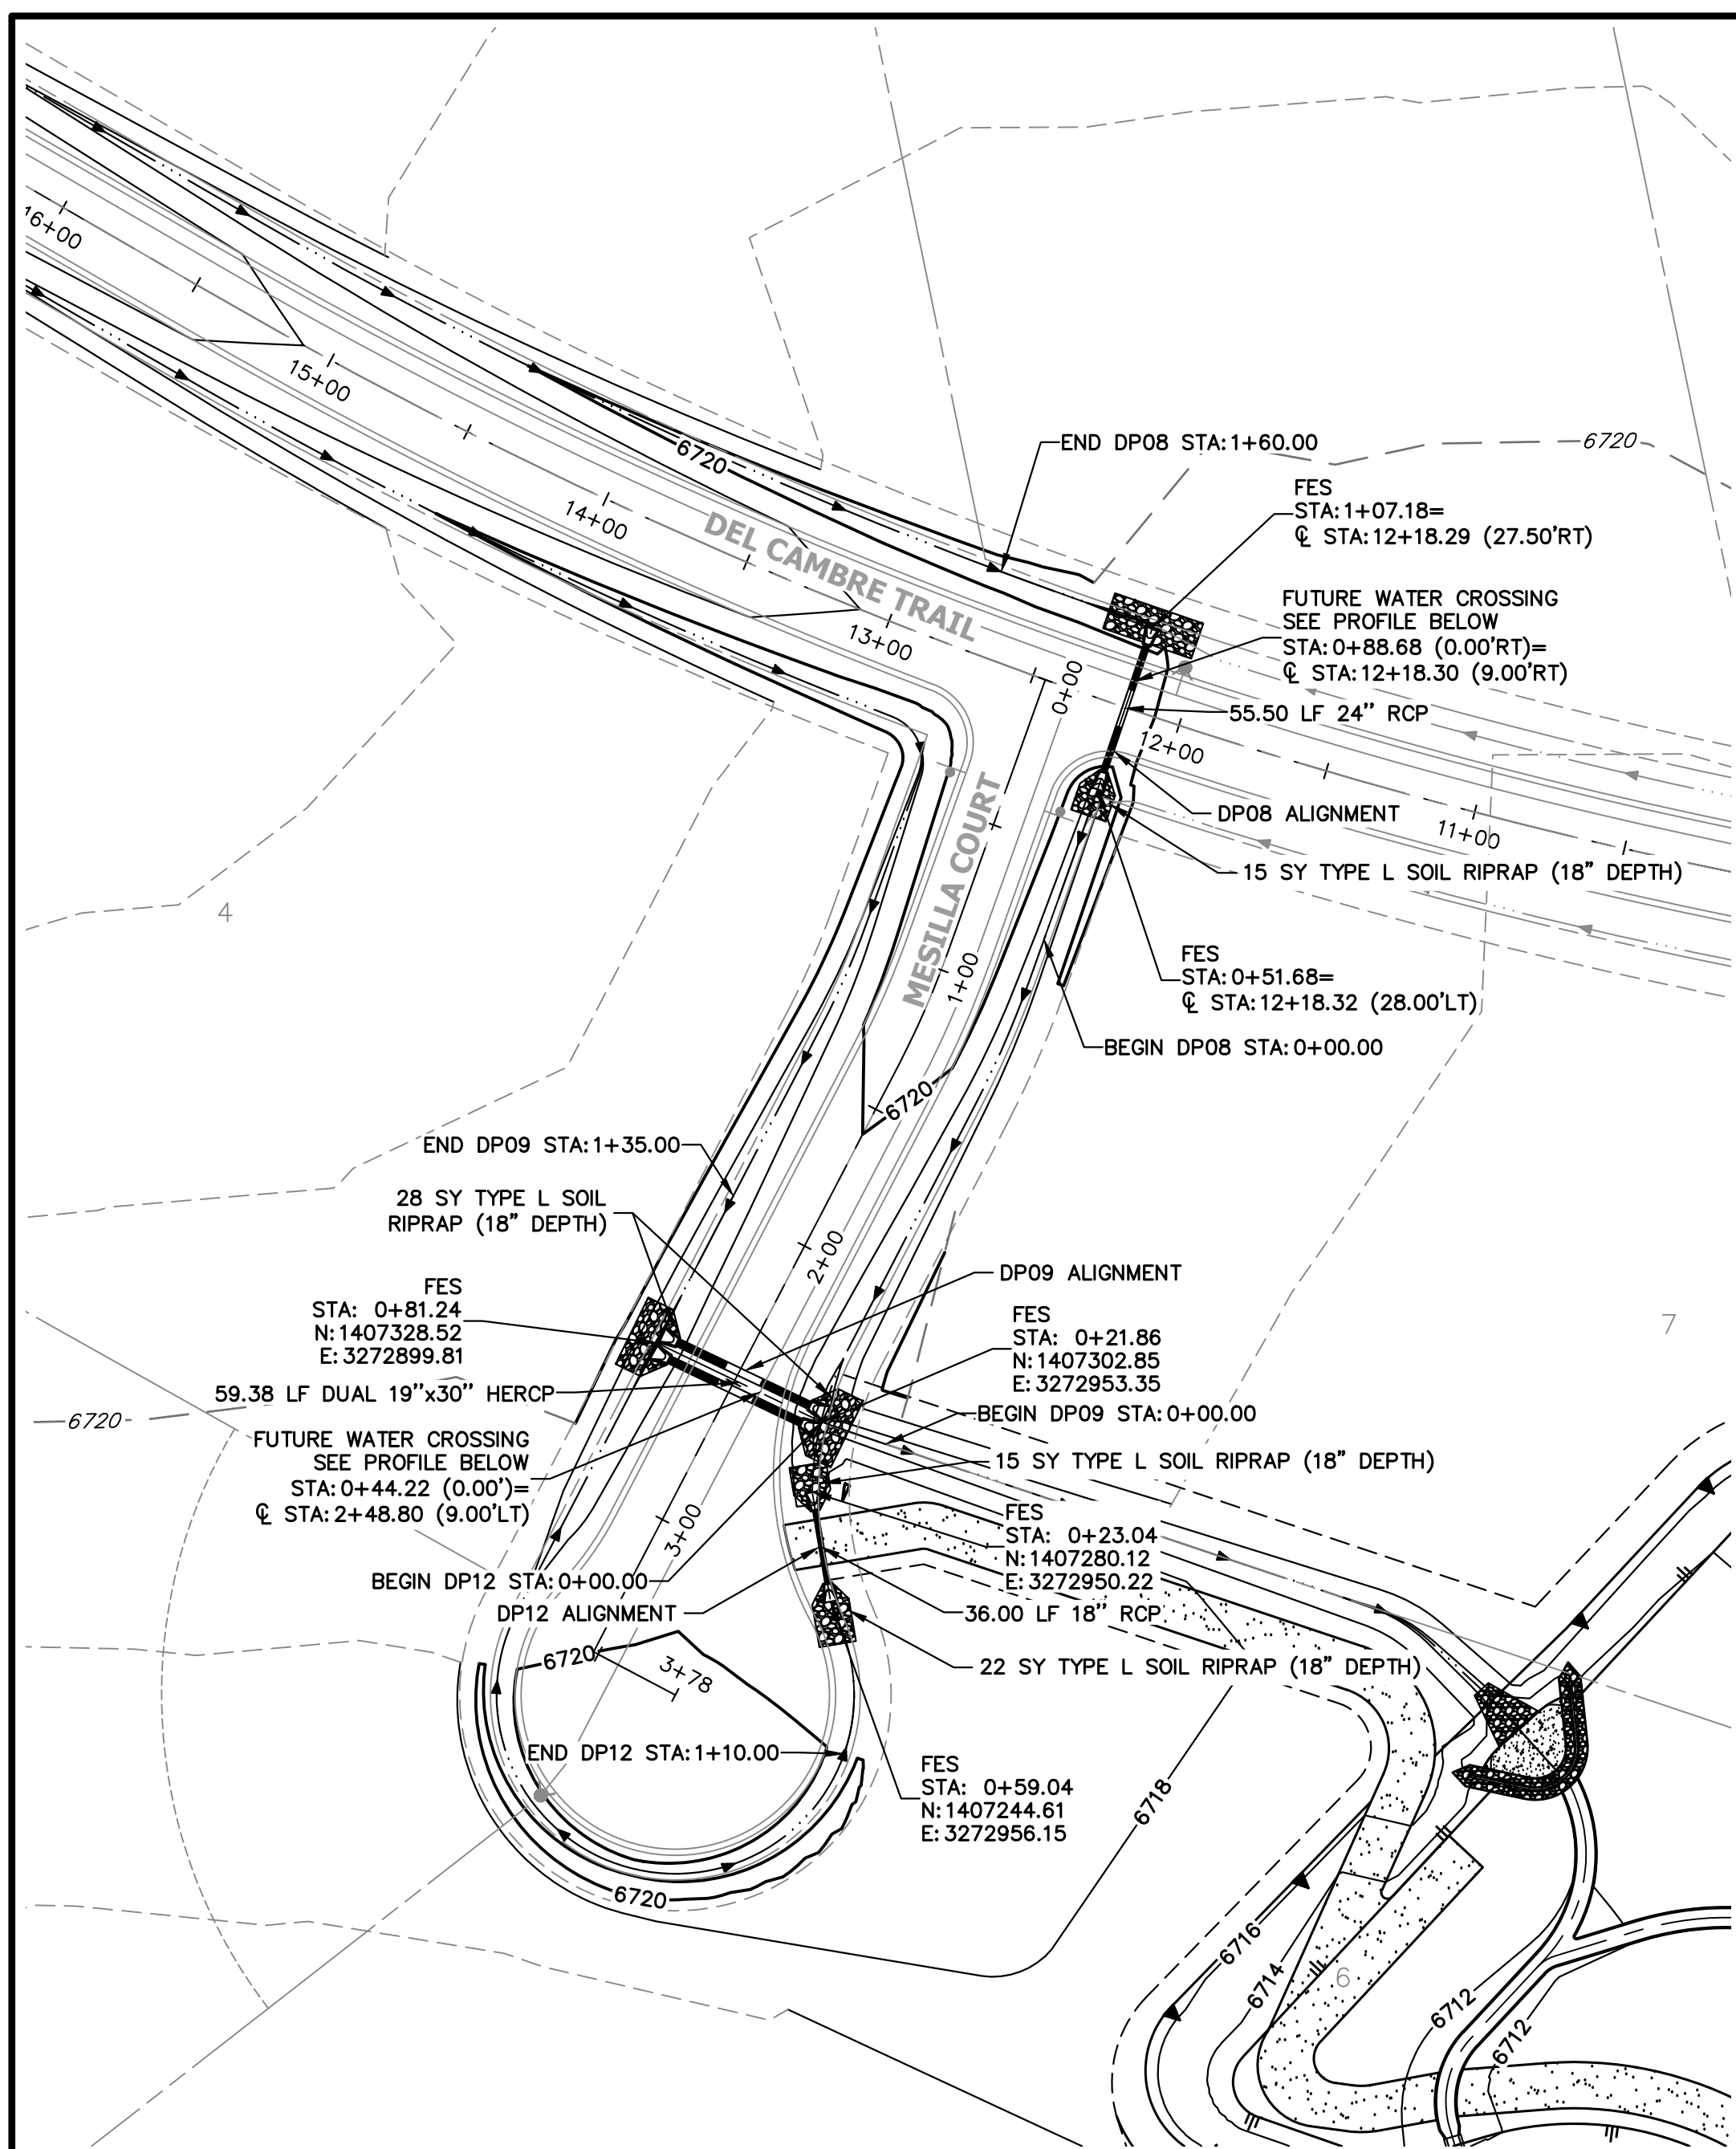 16+00
15+00
6720
END DP08 STA:1+60.00
6720
14+00
DEL CAMBRE TRAIL
FES
STA:1+07.18=
℄ STA:12+18.29 (27.50'RT)
13+00
FUTURE WATER CROSSING
SEE PROFILE BELOW
STA:0+88.68 (0.00'RT)=
℄ STA:12+18.30 (9.00'RT)
0+00
55.50 LF 24" RCP
12+00
DP08 ALIGNMENT
11+00
MESILLA COURT
15 SY TYPE L SOIL RIPRAP (18" DEPTH)
4
1+00
FES
STA:0+51.68=
℄ STA:12+18.32 (28.00'LT)
BEGIN DP08 STA:0+00.00
6720
END DP09 STA:1+35.00
28 SY TYPE L SOIL
RIPRAP (18" DEPTH)
2+00
DP09 ALIGNMENT
FES
STA: 0+81.24
N:1407328.52
E:3272899.81
FES
STA: 0+21.86
N:1407302.85
E:3272953.35
7
59.38 LF DUAL 19"x30" HERCP
6720
BEGIN DP09 STA:0+00.00
FUTURE WATER CROSSING
SEE PROFILE BELOW
STA:0+44.22 (0.00')=
℄ STA:2+48.80 (9.00'LT)
15 SY TYPE L SOIL RIPRAP (18" DEPTH)
3+00
FES
STA: 0+23.04
N:1407280.12
E:3272950.22
BEGIN DP12 STA:0+00.00
DP12 ALIGNMENT
36.00 LF 18" RCP
6720
3+78
22 SY TYPE L SOIL RIPRAP (18" DEPTH)
END DP12 STA:1+10.00
FES
STA: 0+59.04
N:1407244.61
E:3272956.15
6718
6720
6716
6714
6
6712
6712